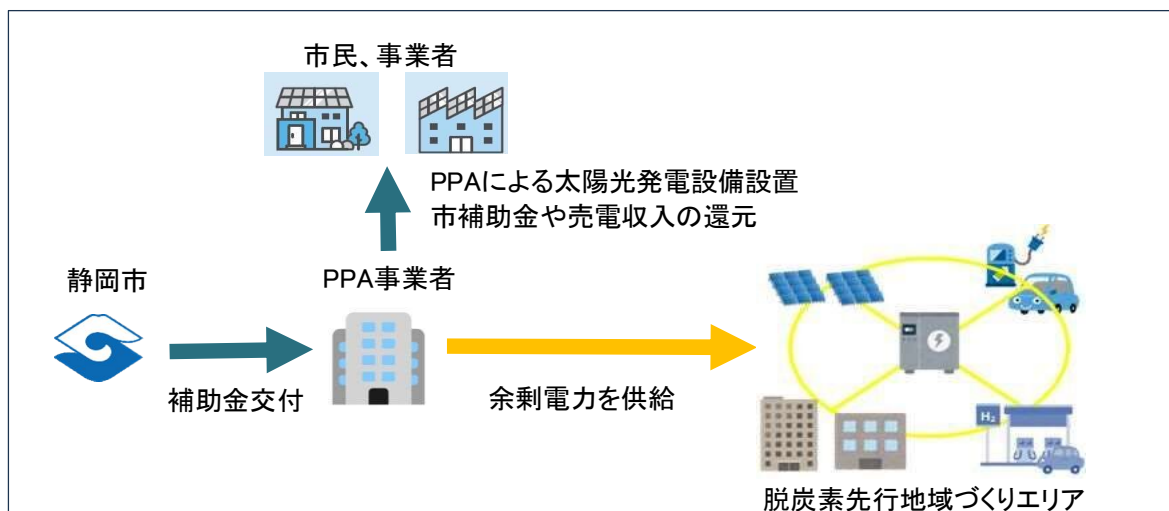 市民、事業者
PPAによる太陽光発電設備設置
市補助金や売電収入の還元
静岡市
PPA事業者
補助金交付
余剰電力を供給
H2
脱炭素先行地域づくりエリア